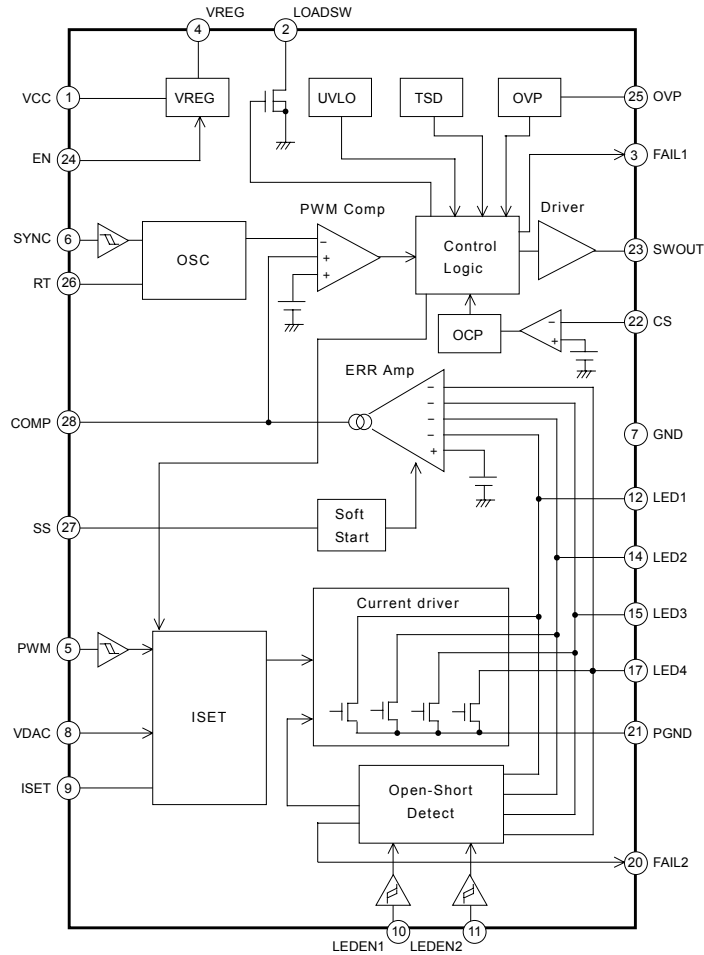 VREG
LOADSW
4
2
VCC
1
VREG
UVLO
TSD
OVP
25
OVP
EN
24
3
FAIL1
PWM Comp
Driver
SYNC
6
OSC
−
+
+
Control
Logic
23
SWOUT
RT
26
OCP
−
+
22
CS
ERR Amp
COMP
28
−
−
−
−
+
7
GND
12
LED1
SS
27
Soft
Start
14
LED2
Current driver
15
LED3
PWM
5
17
LED4
ISET
VDAC
8
21
PGND
ISET
9
Open-Short
Detect
20
FAIL2
10
11
LEDEN1
LEDEN2